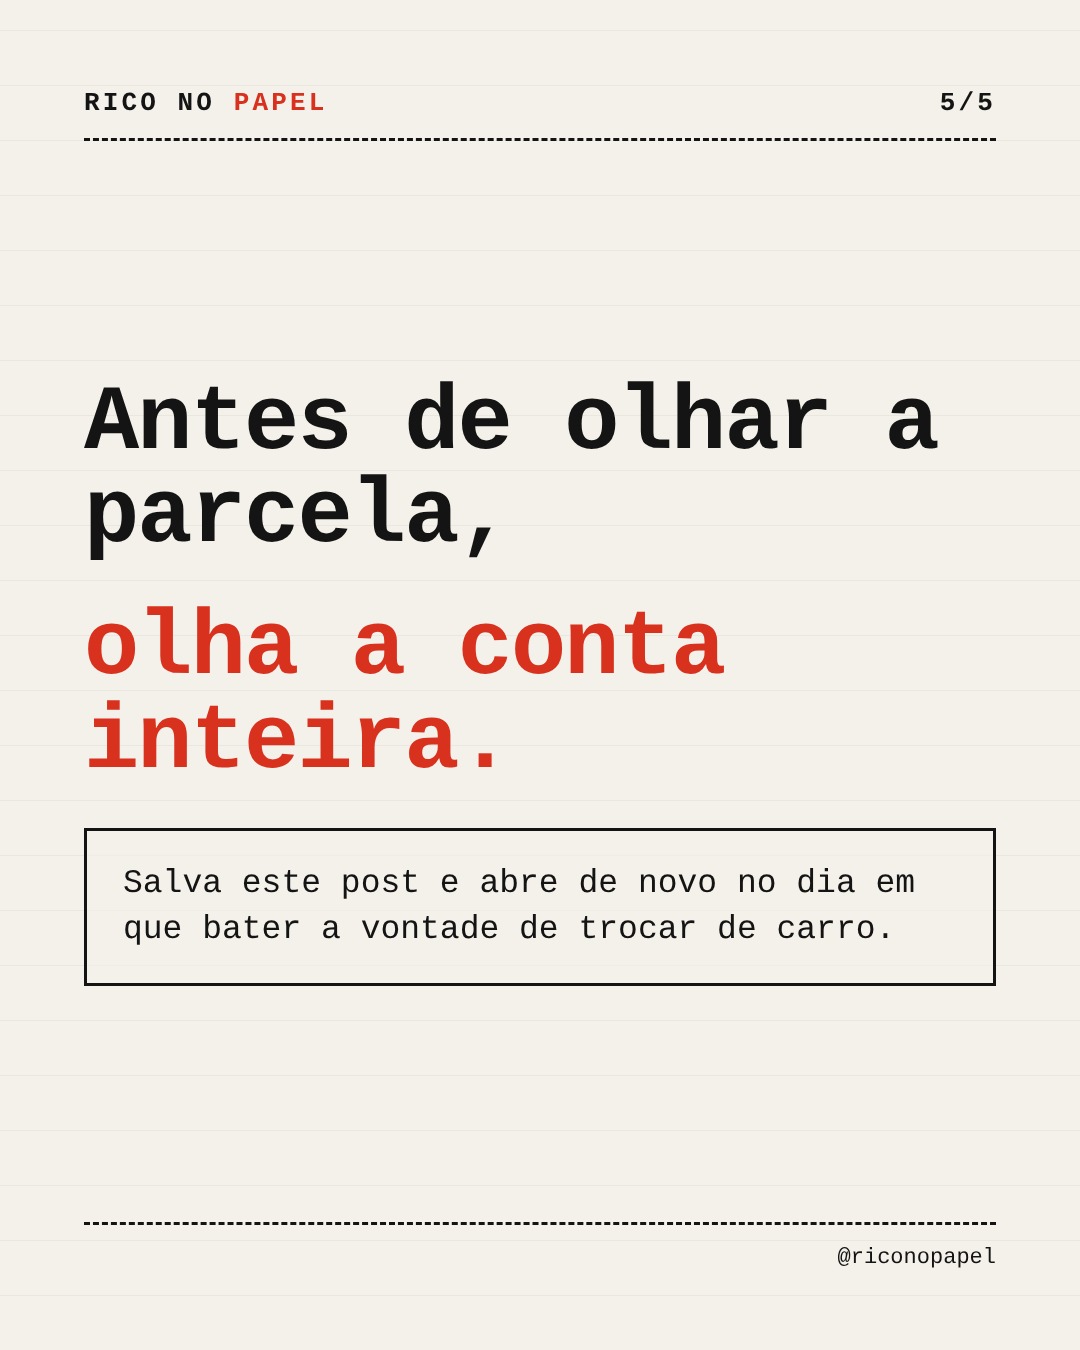 RICO NO PAPEL
5/5
Antes de olhar a
parcela,
olha a conta
inteira.
Salva este post e abre de novo no dia em
que bater a vontade de trocar de carro.
@riconopapel